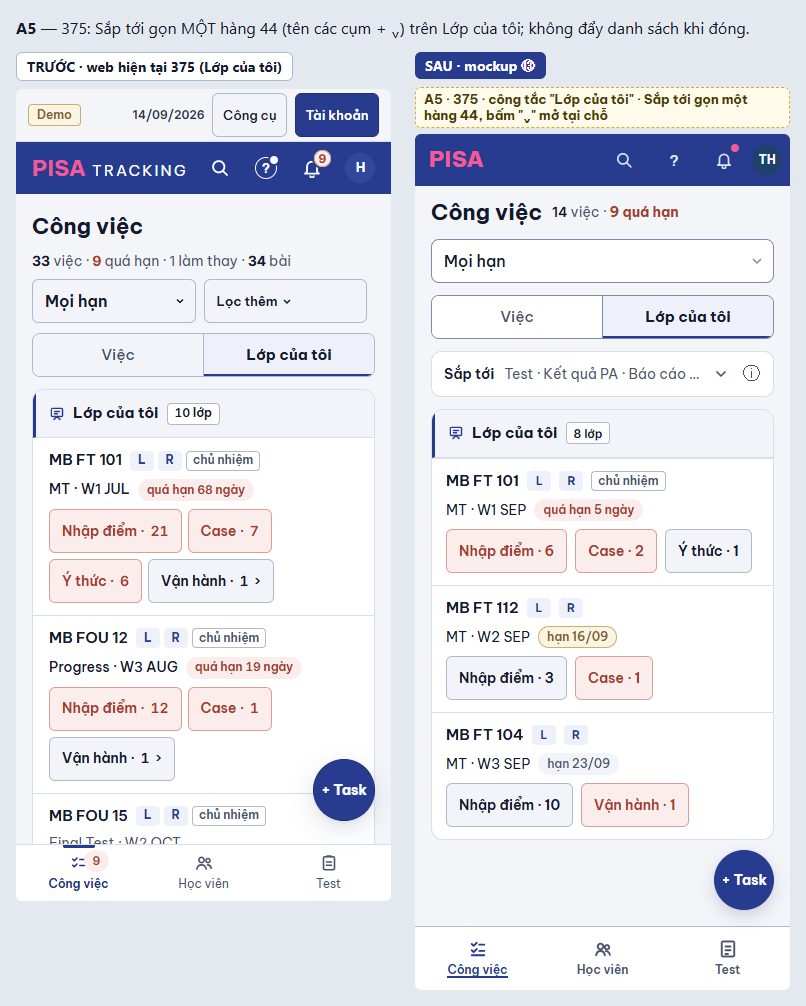 A5 — 375: Sắp tới gọn MỘT hàng 44 (tên các cụm + ⌄) trên Lớp của tôi; không đẩy danh sách khi đóng.
TRƯỚC · web hiện tại 375 (Lớp của tôi)
Demo
14/09/2026
Công cụ
Tài khoản
PISA TRACKING
?
9
H
Công việc
33 việc · 9 quá hạn · 1 làm thay · 34 bài
Mọi hạn
Lọc thêm
Việc
Lớp của tôi
Lớp của tôi 10 lớp
MB FT 101 L R chủ nhiệm
MT · W1 JUL quá hạn 68 ngày
Nhập điểm · 21
Case · 7
Ý thức · 6
Vận hành · 1 ›
MB FOU 12 L R chủ nhiệm
Progress · W3 AUG quá hạn 19 ngày
Nhập điểm · 12
Case · 1
Vận hành · 1 ›
MB FOU 15 L R chủ nhiệm
Final Test · W2 OCT
+ Task
9
Công việc
Học viên
Test
SAU · mockup
A5 · 375 · công tắc "Lớp của tôi" · Sắp tới gọn một
hàng 44, bấm "⌄" mở tại chỗ
PISA
?
TH
Công việc 14 việc · 9 quá hạn
Mọi hạn
Việc
Lớp của tôi
Sắp tới Test · Kết quả PA · Báo cáo ...
Lớp của tôi 8 lớp
MB FT 101 L R chủ nhiệm
MT · W1 SEP quá hạn 5 ngày
Nhập điểm · 6
Case · 2
Ý thức · 1
MB FT 112 L R
MT · W2 SEP hạn 16/09
Nhập điểm · 3
Case · 1
MB FT 104 L R
MT · W3 SEP hạn 23/09
Nhập điểm · 10
Vận hành · 1
+ Task
Công việc
Học viên
Test